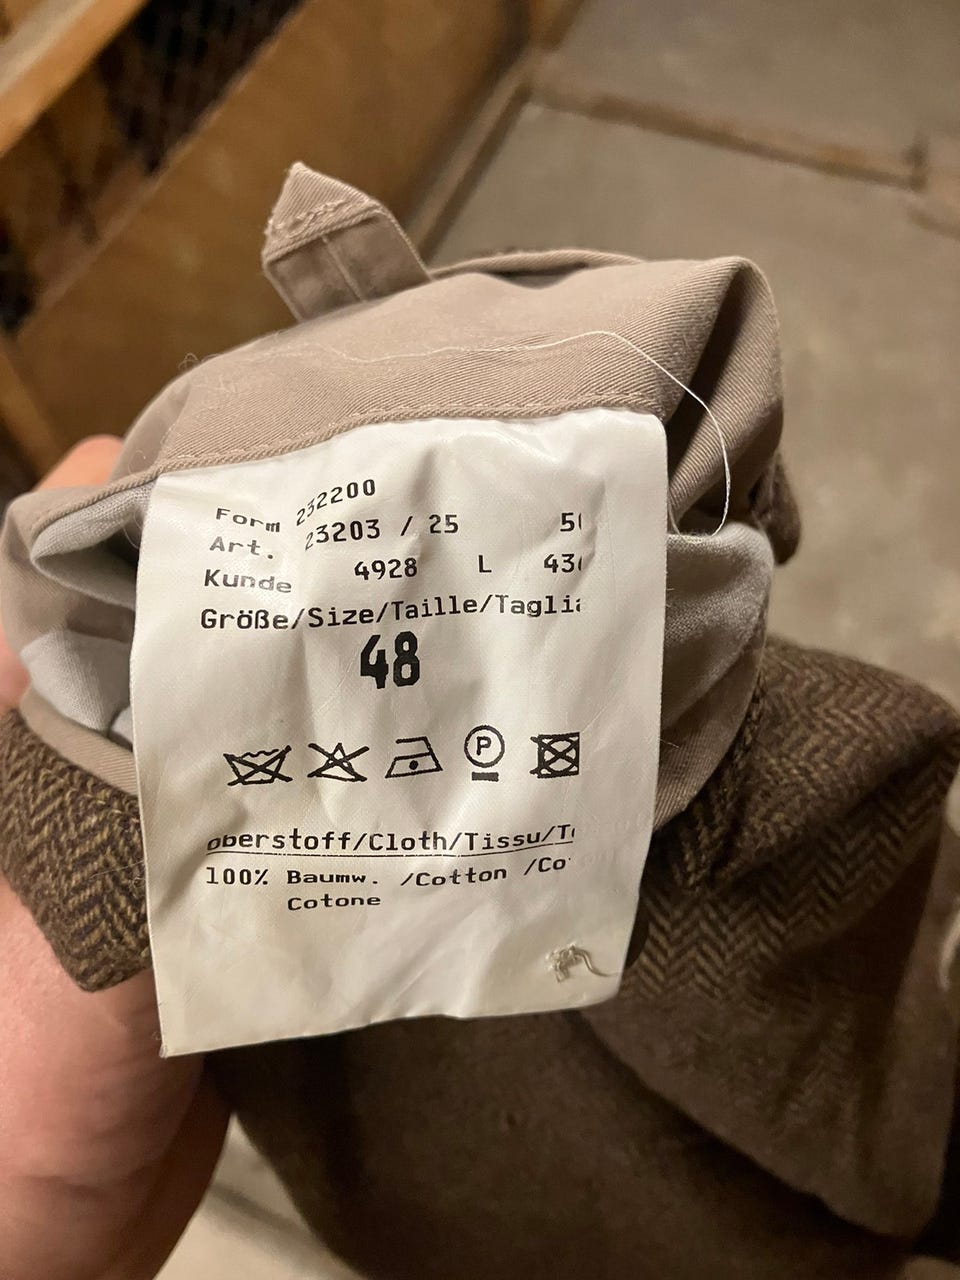 Form 232200
Art. 23203 / 25
Kunde 4928 L
Größe/Size/Taille/Taglia
48
P
oberstoff/Cloth/Tissu/T
100% Baumw. /Cotton /Co
Cotone